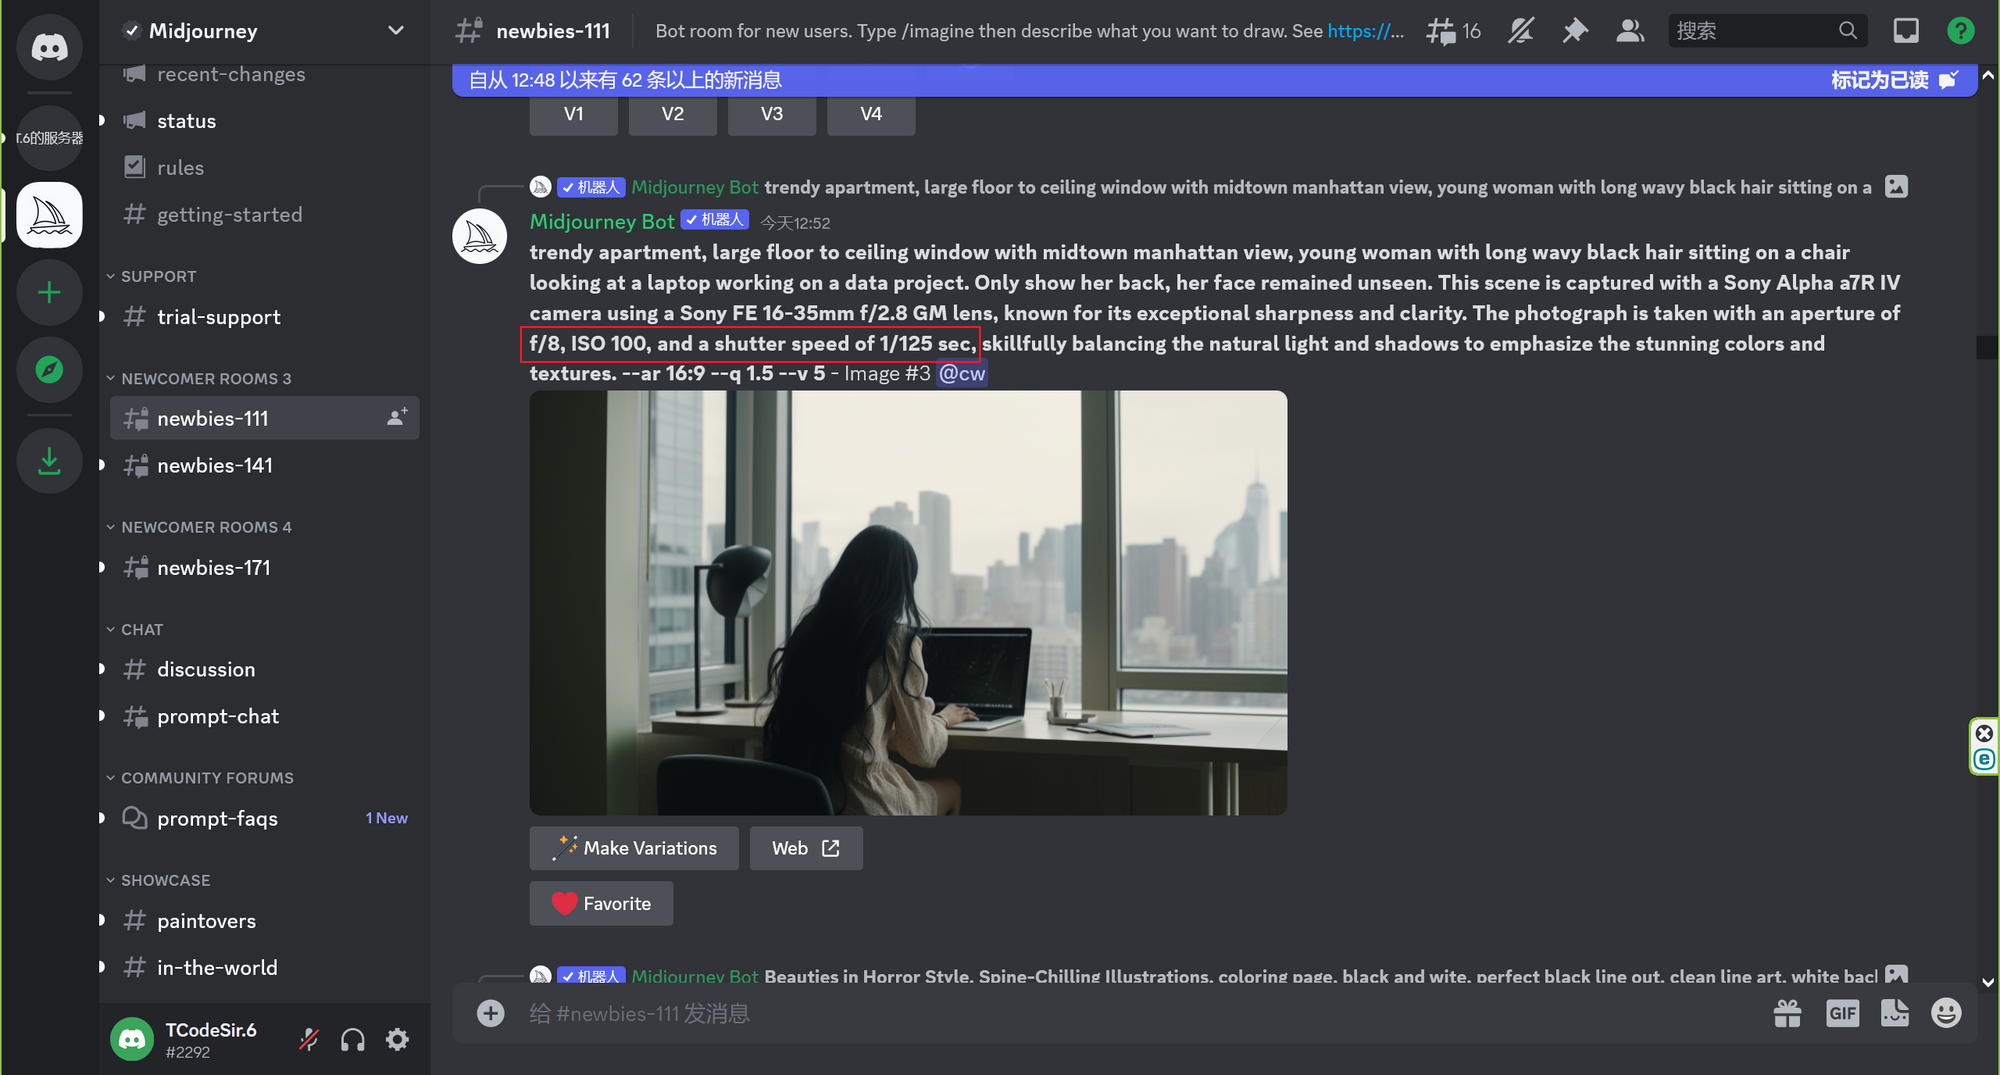 Midjourney
newbies-111
Bot room for new users. Type /imagine then describe what you want to draw. See https://...
16
搜索
自从 12:48 以来有 62 条以上的新消息
标记为已读
recent-changes
status
rules
getting-started
SUPPORT
trial-support
NEWCOMER ROOMS 3
newbies-111
newbies-141
NEWCOMER ROOMS 4
newbies-171
CHAT
discussion
prompt-chat
COMMUNITY FORUMS
prompt-faqs
1 New
SHOWCASE
paintovers
in-the-world
TCodeSir.6
#2292
T.6的服务器
V1
V2
V3
V4
机器人 Midjourney Bot trendy apartment, large floor to ceiling window with midtown manhattan view, young woman with long wavy black hair sitting on a
Midjourney Bot 机器人 今天12:52
trendy apartment, large floor to ceiling window with midtown manhattan view, young woman with long wavy black hair sitting on a chair
looking at a laptop working on a data project. Only show her back, her face remained unseen. This scene is captured with a Sony Alpha a7R IV
camera using a Sony FE 16-35mm f/2.8 GM lens, known for its exceptional sharpness and clarity. The photograph is taken with an aperture of
f/8, ISO 100, and a shutter speed of 1/125 sec, skillfully balancing the natural light and shadows to emphasize the stunning colors and
textures. --ar 16:9 --q 1.5 --v 5 - Image #3 @cw
Make Variations
Web
Favorite
机器人 Midjourney Bot Beauties in Horror Style, Spine-Chilling Illustrations, coloring page, black and wite, perfect black line out, clean line art, white bac
给 #newbies-111 发消息
GIF